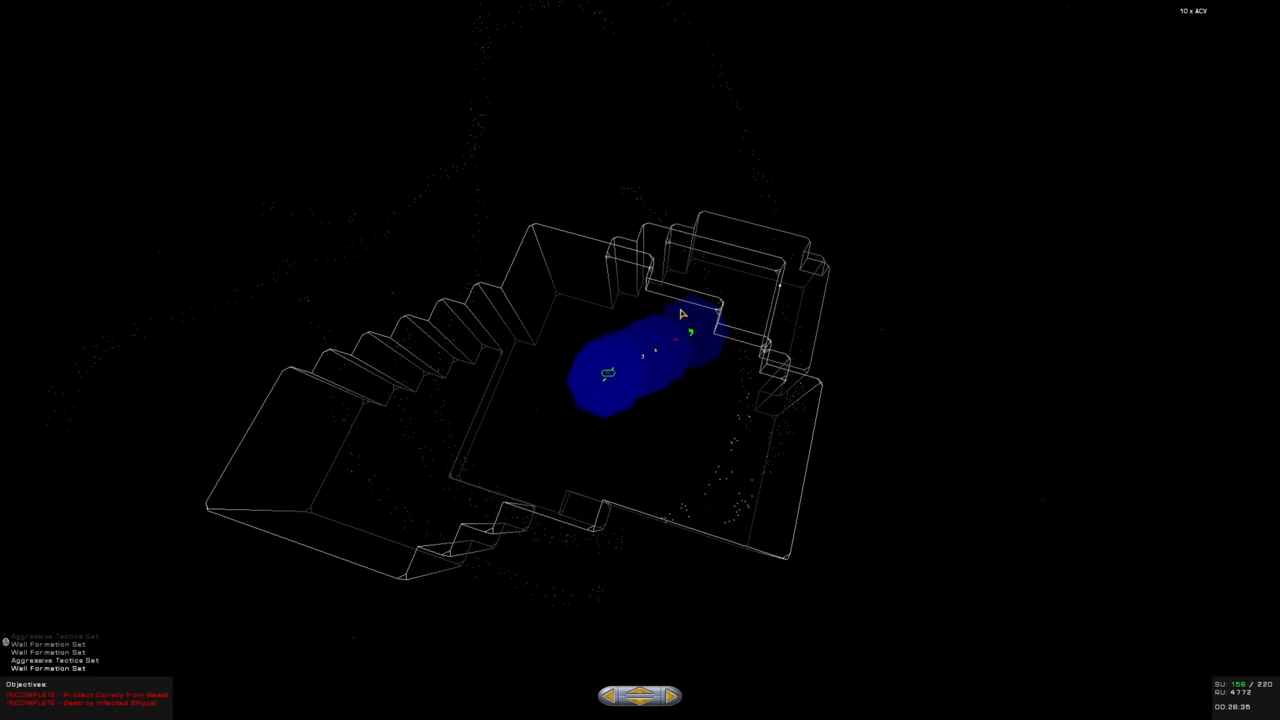 10 x ACV
Aggressive Tactics Set
Wall Formation Set
Wall Formation Set
Aggressive Tactics Set
Wall Formation Set
Objectives:
INCOMPLETE - Protect Convoy from Beast
INCOMPLETE - Destroy Infected Ship(s)
SU: 156 / 220
RU: 4772
00:26:35